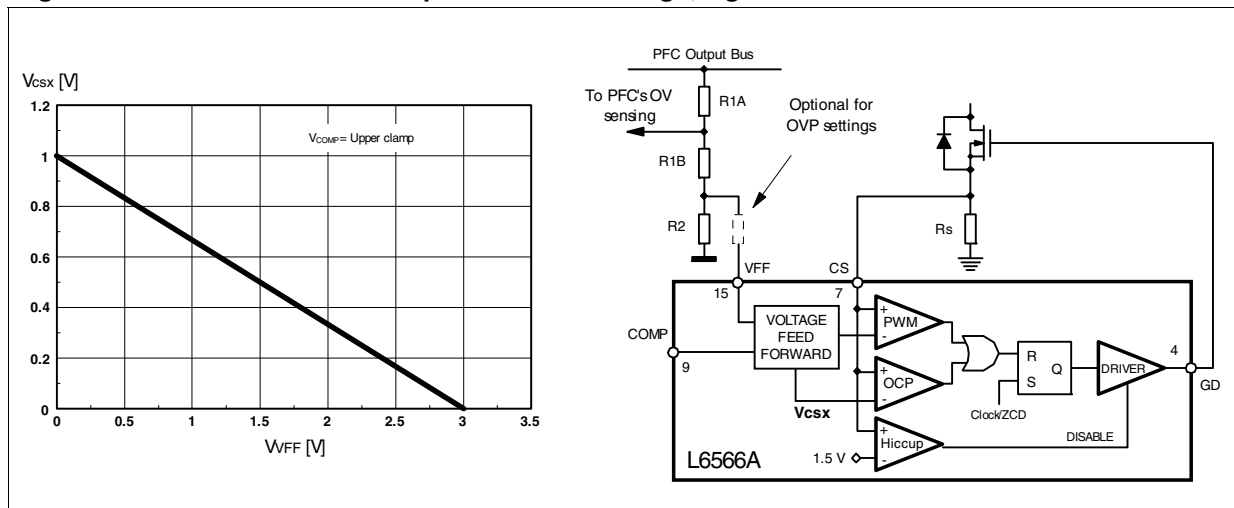 Vcsx [V]
1.2
1
0.8
0.6
0.4
0.2
0
VCOMP = Upper clamp
0 0.5 1 1.5 2 2.5 3 3.5
VVFF [V]
PFC Output Bus
To PFC's OV
sensing
R1A
Optional for
OVP settings
R1B
R2
Rs
VFF
CS
15
7
COMP
9
VOLTAGE
FEED
FORWARD
+
PWM
-
+
OCP
-
Vcsx
+
Hiccup
-
1.5 V
R
S
Q
Clock/ZCD
DRIVER
4
GD
DISABLE
L6566A